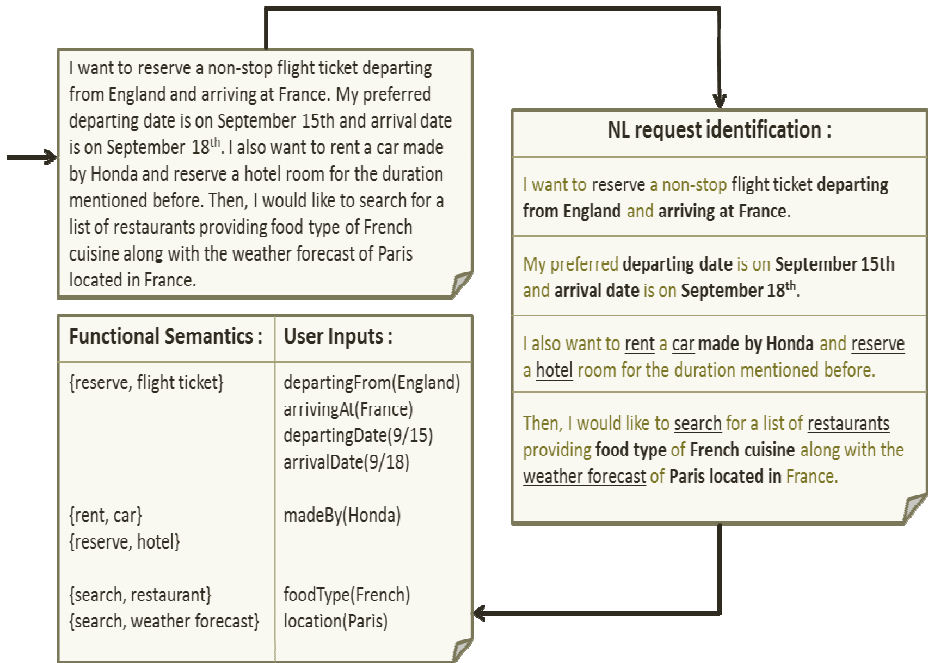 I want to reserve a non-stop flight ticket departing
from England and arriving at France. My preferred
departing date is on September 15th and arrival date
is on September 18th. I also want to rent a car made
by Honda and reserve a hotel room for the duration
mentioned before. Then, I would like to search for a
list of restaurants providing food type of French
cuisine along with the weather forecast of Paris
located in France.
NL request identification :
I want to reserve a non-stop flight ticket departing
from England and arriving at France.
My preferred departing date is on September 15th
and arrival date is on September 18th.
I also want to rent a car made by Honda and reserve
a hotel room for the duration mentioned before.
Then, I would like to search for a list of restaurants
providing food type of French cuisine along with the
weather forecast of Paris located in France.
Functional Semantics :
User Inputs :
{reserve, flight ticket}
departingFrom(England)
arrivingAt(France)
departingDate(9/15)
arrivalDate(9/18)
{rent, car}
madeBy(Honda)
{reserve, hotel}
{search, restaurant}
foodType(French)
{search, weather forecast}
location(Paris)